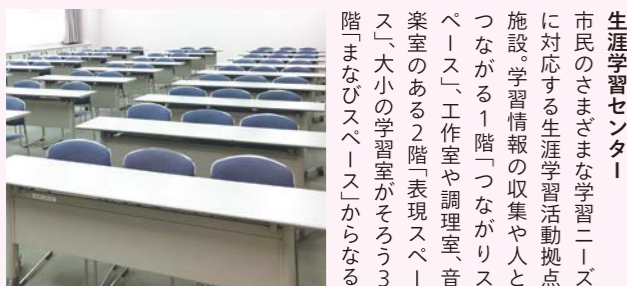 生涯学習センター
市民のさまざまな学習ニーズ
に対応する生涯学習活動拠点
施設。学習情報の収集や人と
つながる1階「つながりス
ペース」、工作室や調理室、音
楽室のある2階「表現スペー
ス」、大小の学習室がそろう3
階「まなびスペース」からなる